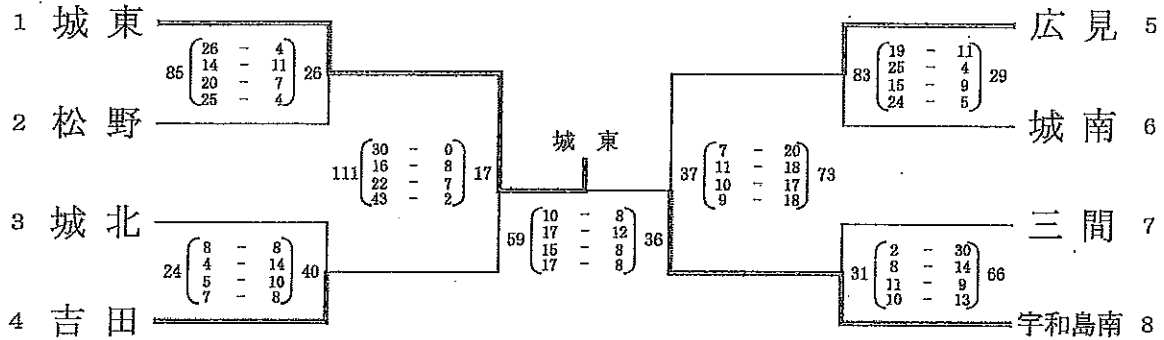 1 城東
85 26 - 4 26
14 - 11
20 - 7
25 - 4
2 松野
111 30 - 0 17
16 - 8
22 - 7
43 - 2
3 城北
24 8 - 8 40
4 - 14
5 - 10
7 - 8
4 吉田
城東
59 10 - 8 36
17 - 12
15 - 8
17 - 8
広見 5
83 19 - 11 29
25 - 4
15 - 9
24 - 5
城南 6
37 7 - 20 73
11 - 18
10 - 17
9 - 18
三間 7
31 2 - 30 66
8 - 14
11 - 9
10 - 13
宇和島南 8